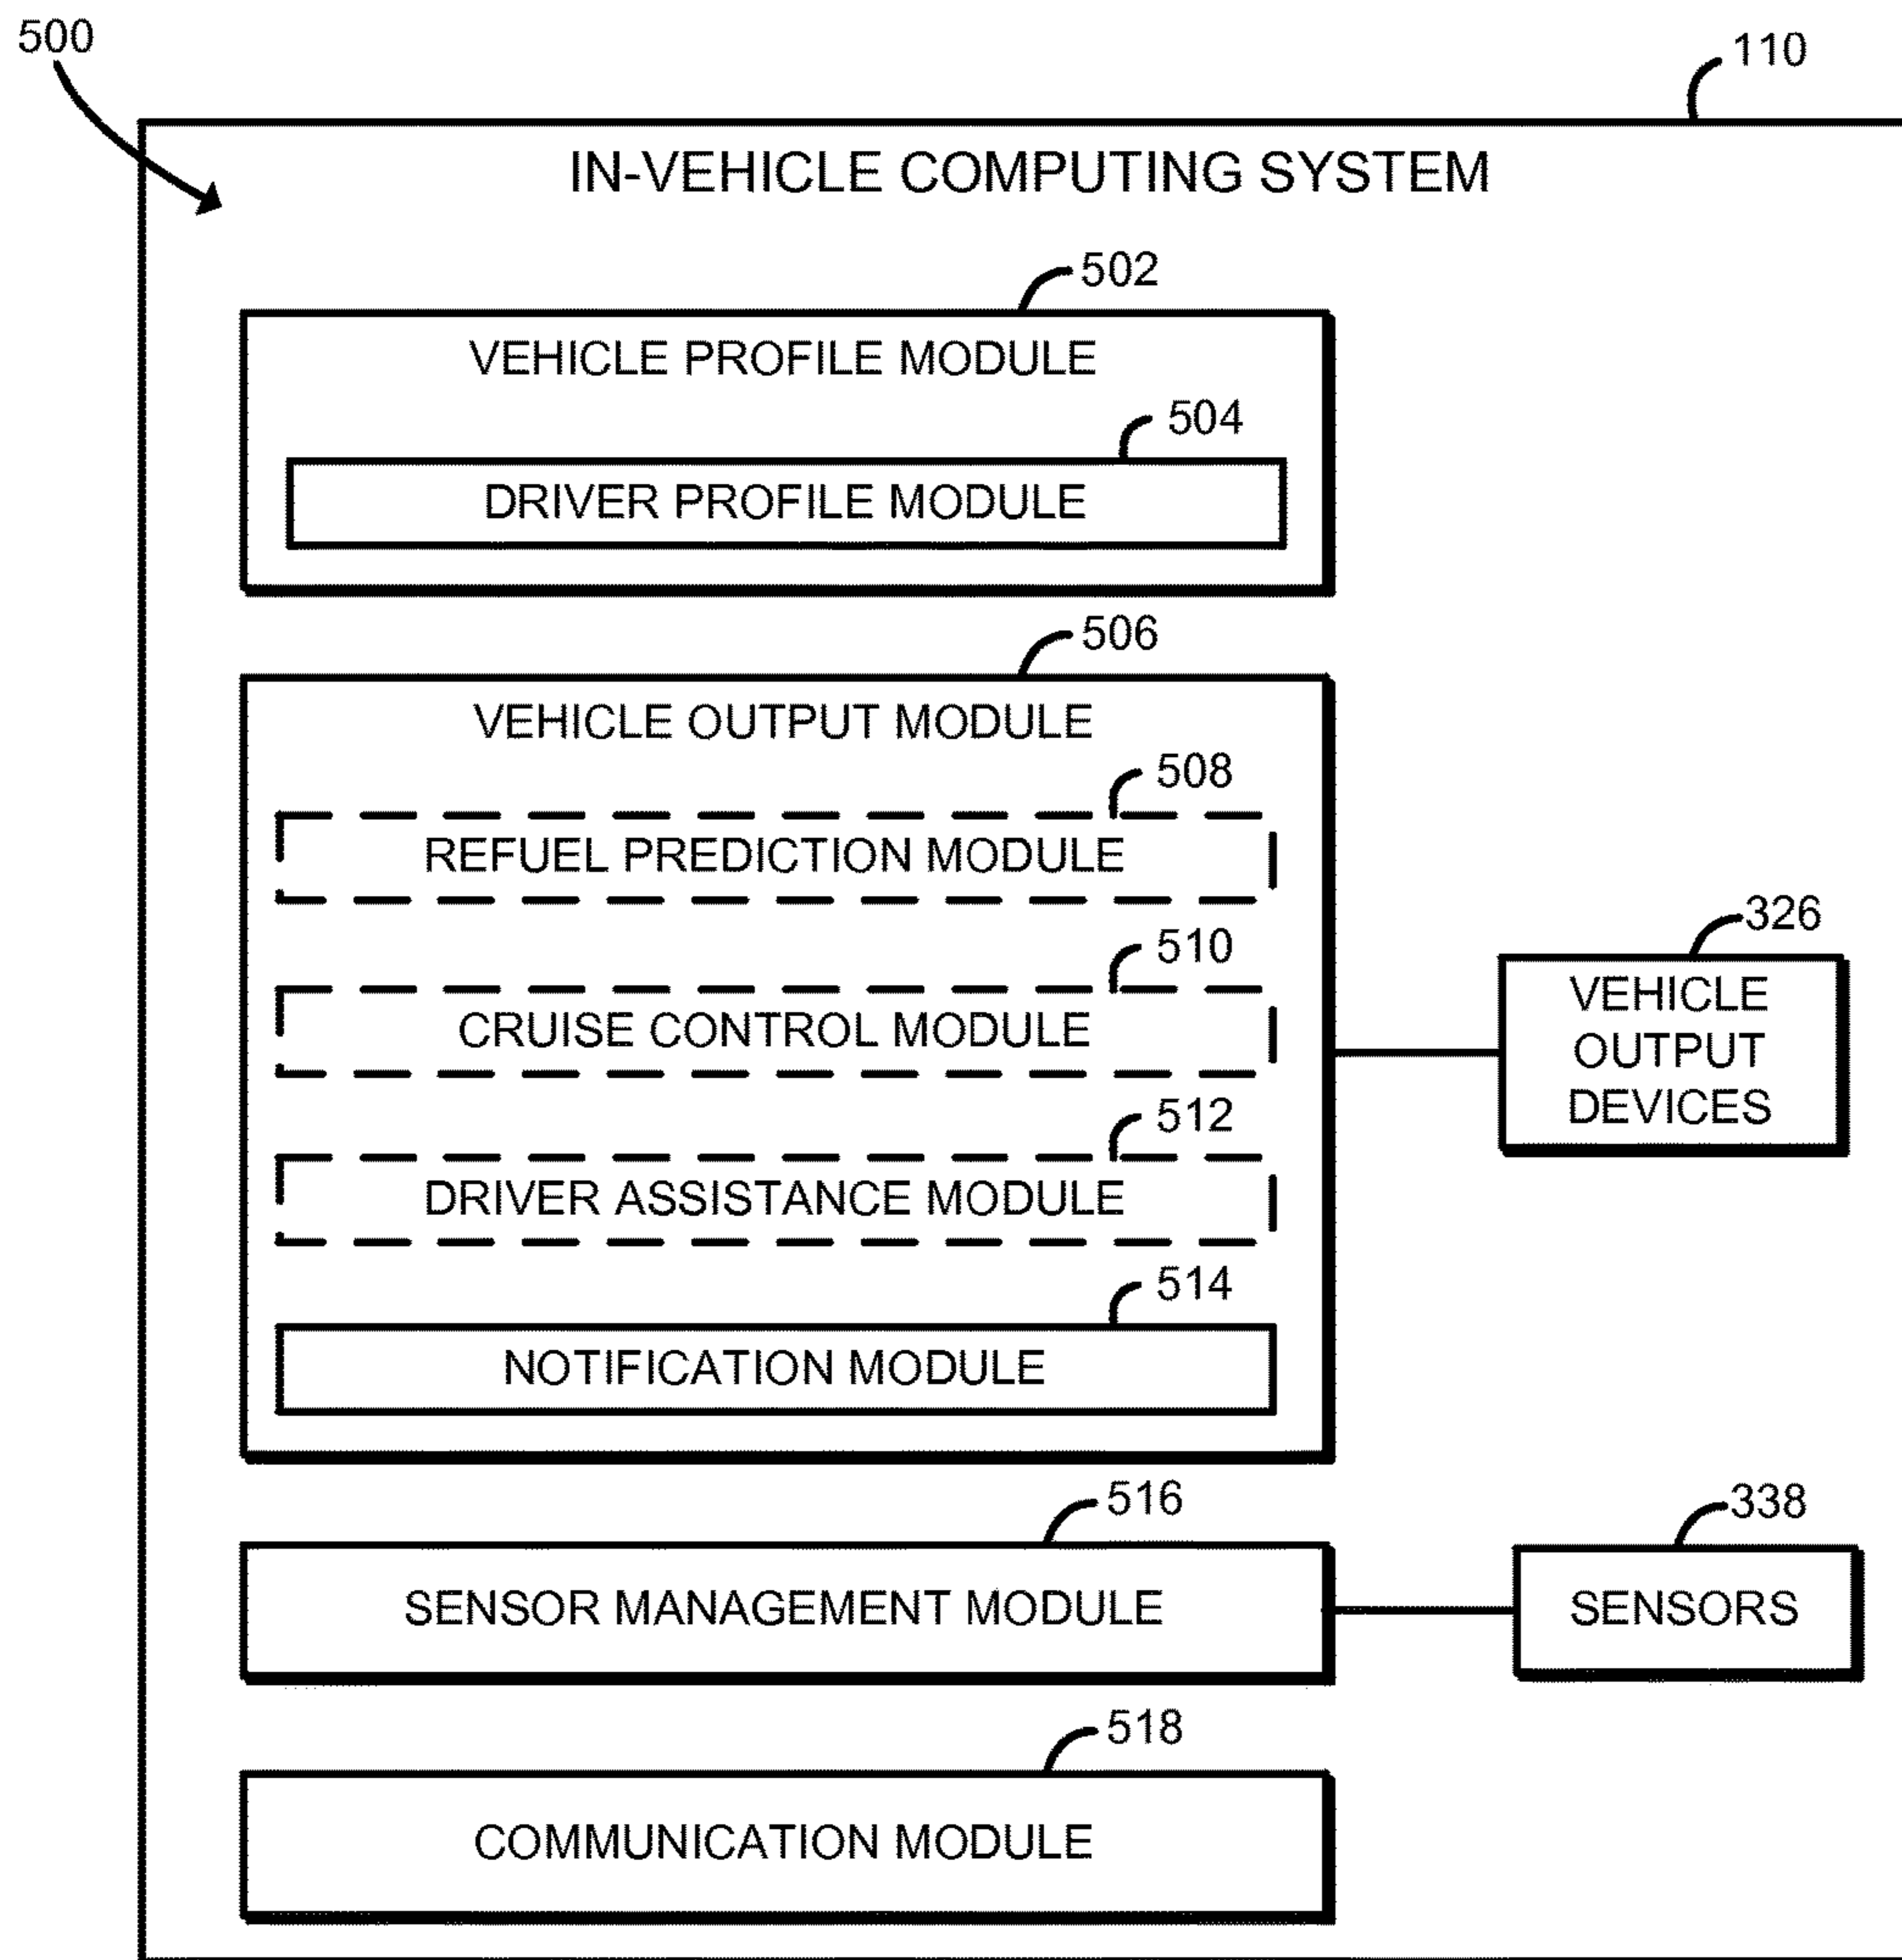 500
110
IN-VEHICLE COMPUTING SYSTEM
502
VEHICLE PROFILE MODULE
504
DRIVER PROFILE MODULE
506
VEHICLE OUTPUT MODULE
508
REFUEL PREDICTION MODULE
510
CRUISE CONTROL MODULE
512
DRIVER ASSISTANCE MODULE
514
NOTIFICATION MODULE
326
VEHICLE
OUTPUT
DEVICES
516
SENSOR MANAGEMENT MODULE
338
SENSORS
518
COMMUNICATION MODULE